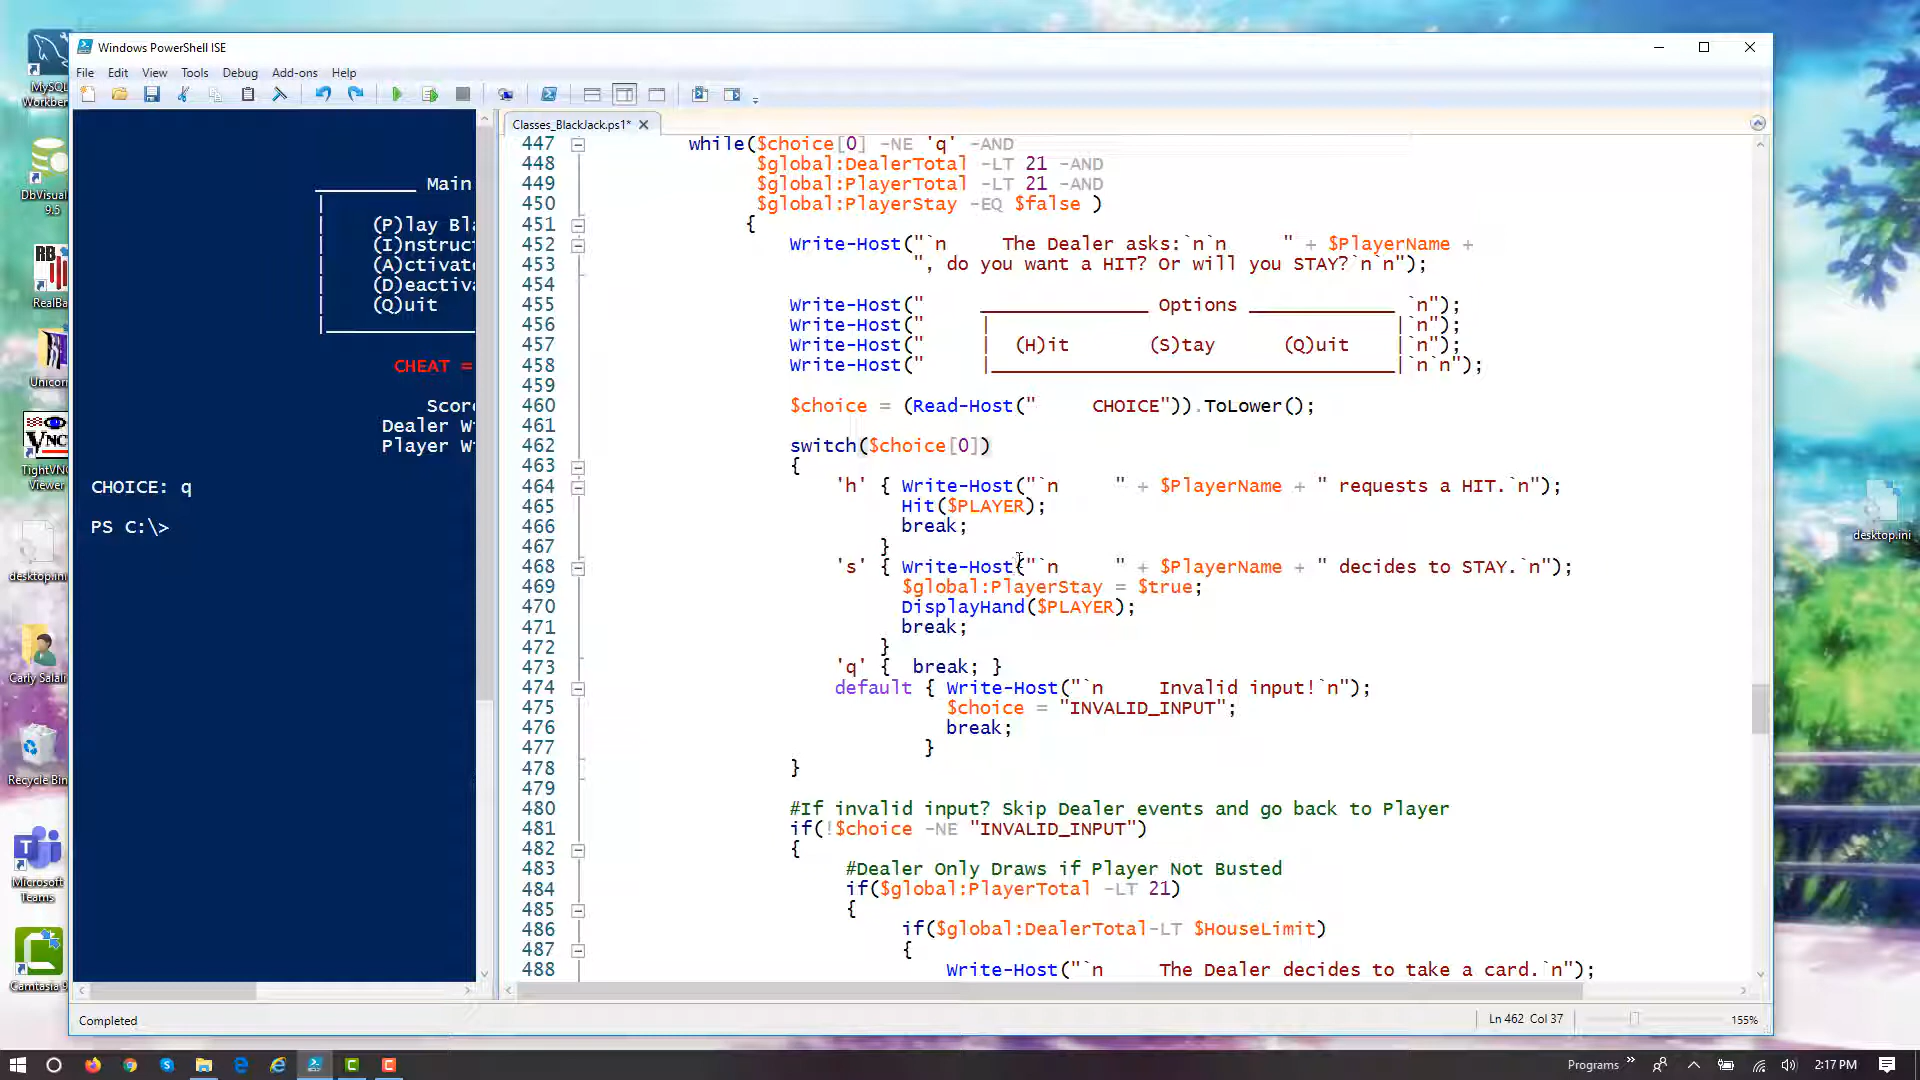 Windows PowerShell ISE
File Edit View Tools Debug Add-ons Help
Classes_BlackJack.ps1*
MySQL
Workben
DbVisual
9.5
RealBa
Unicorn
TightVN
Viewer
desktop.ini
Carly Salali
Recycle Bin
Microsoft
Teams
Camtasia 9
desktop.ini
Main
(P)lay Bla
(I)nstruct
(A)ctivate
(D)eactiva
(Q)uit
CHEAT =
Score
Dealer Wi
Player Wi
CHOICE: q
PS C:\>
447 while($choice[0] -NE 'q' -AND
448 $global:DealerTotal -LT 21 -AND
449 $global:PlayerTotal -LT 21 -AND
450 $global:PlayerStay -EQ $false )
451 {
452 Write-Host("`n     The Dealer asks:`n`n     " + $PlayerName +
453 ", do you want a HIT? Or will you STAY?`n`n");
454
455 Write-Host("     _______________ Options _____________ `n");
456 Write-Host("     |                                    |`n");
457 Write-Host("     |  (H)it       (S)tay      (Q)uit    |`n");
458 Write-Host("     |____________________________________|`n`n");
459
460 $choice = (Read-Host("     CHOICE")).ToLower();
461
462 switch($choice[0])
463 {
464 'h' { Write-Host("`n     " + $PlayerName + " requests a HIT.`n");
465 Hit($PLAYER);
466 break;
467 }
468 's' { Write-Host("`n     " + $PlayerName + " decides to STAY.`n");
469 $global:PlayerStay = $true;
470 DisplayHand($PLAYER);
471 break;
472 }
473 'q' {  break; }
474 default { Write-Host("`n     Invalid input!`n");
475 $choice = "INVALID_INPUT";
476 break;
477 }
478 }
479
480 #If invalid input? Skip Dealer events and go back to Player
481 if(!$choice -NE "INVALID_INPUT")
482 {
483 #Dealer Only Draws if Player Not Busted
484 if($global:PlayerTotal -LT 21)
485 {
486 if($global:DealerTotal-LT $HouseLimit)
487 {
488 Write-Host("`n     The Dealer decides to take a card.`n");
Completed
Ln 462 Col 37
155%
Programs
2:17 PM